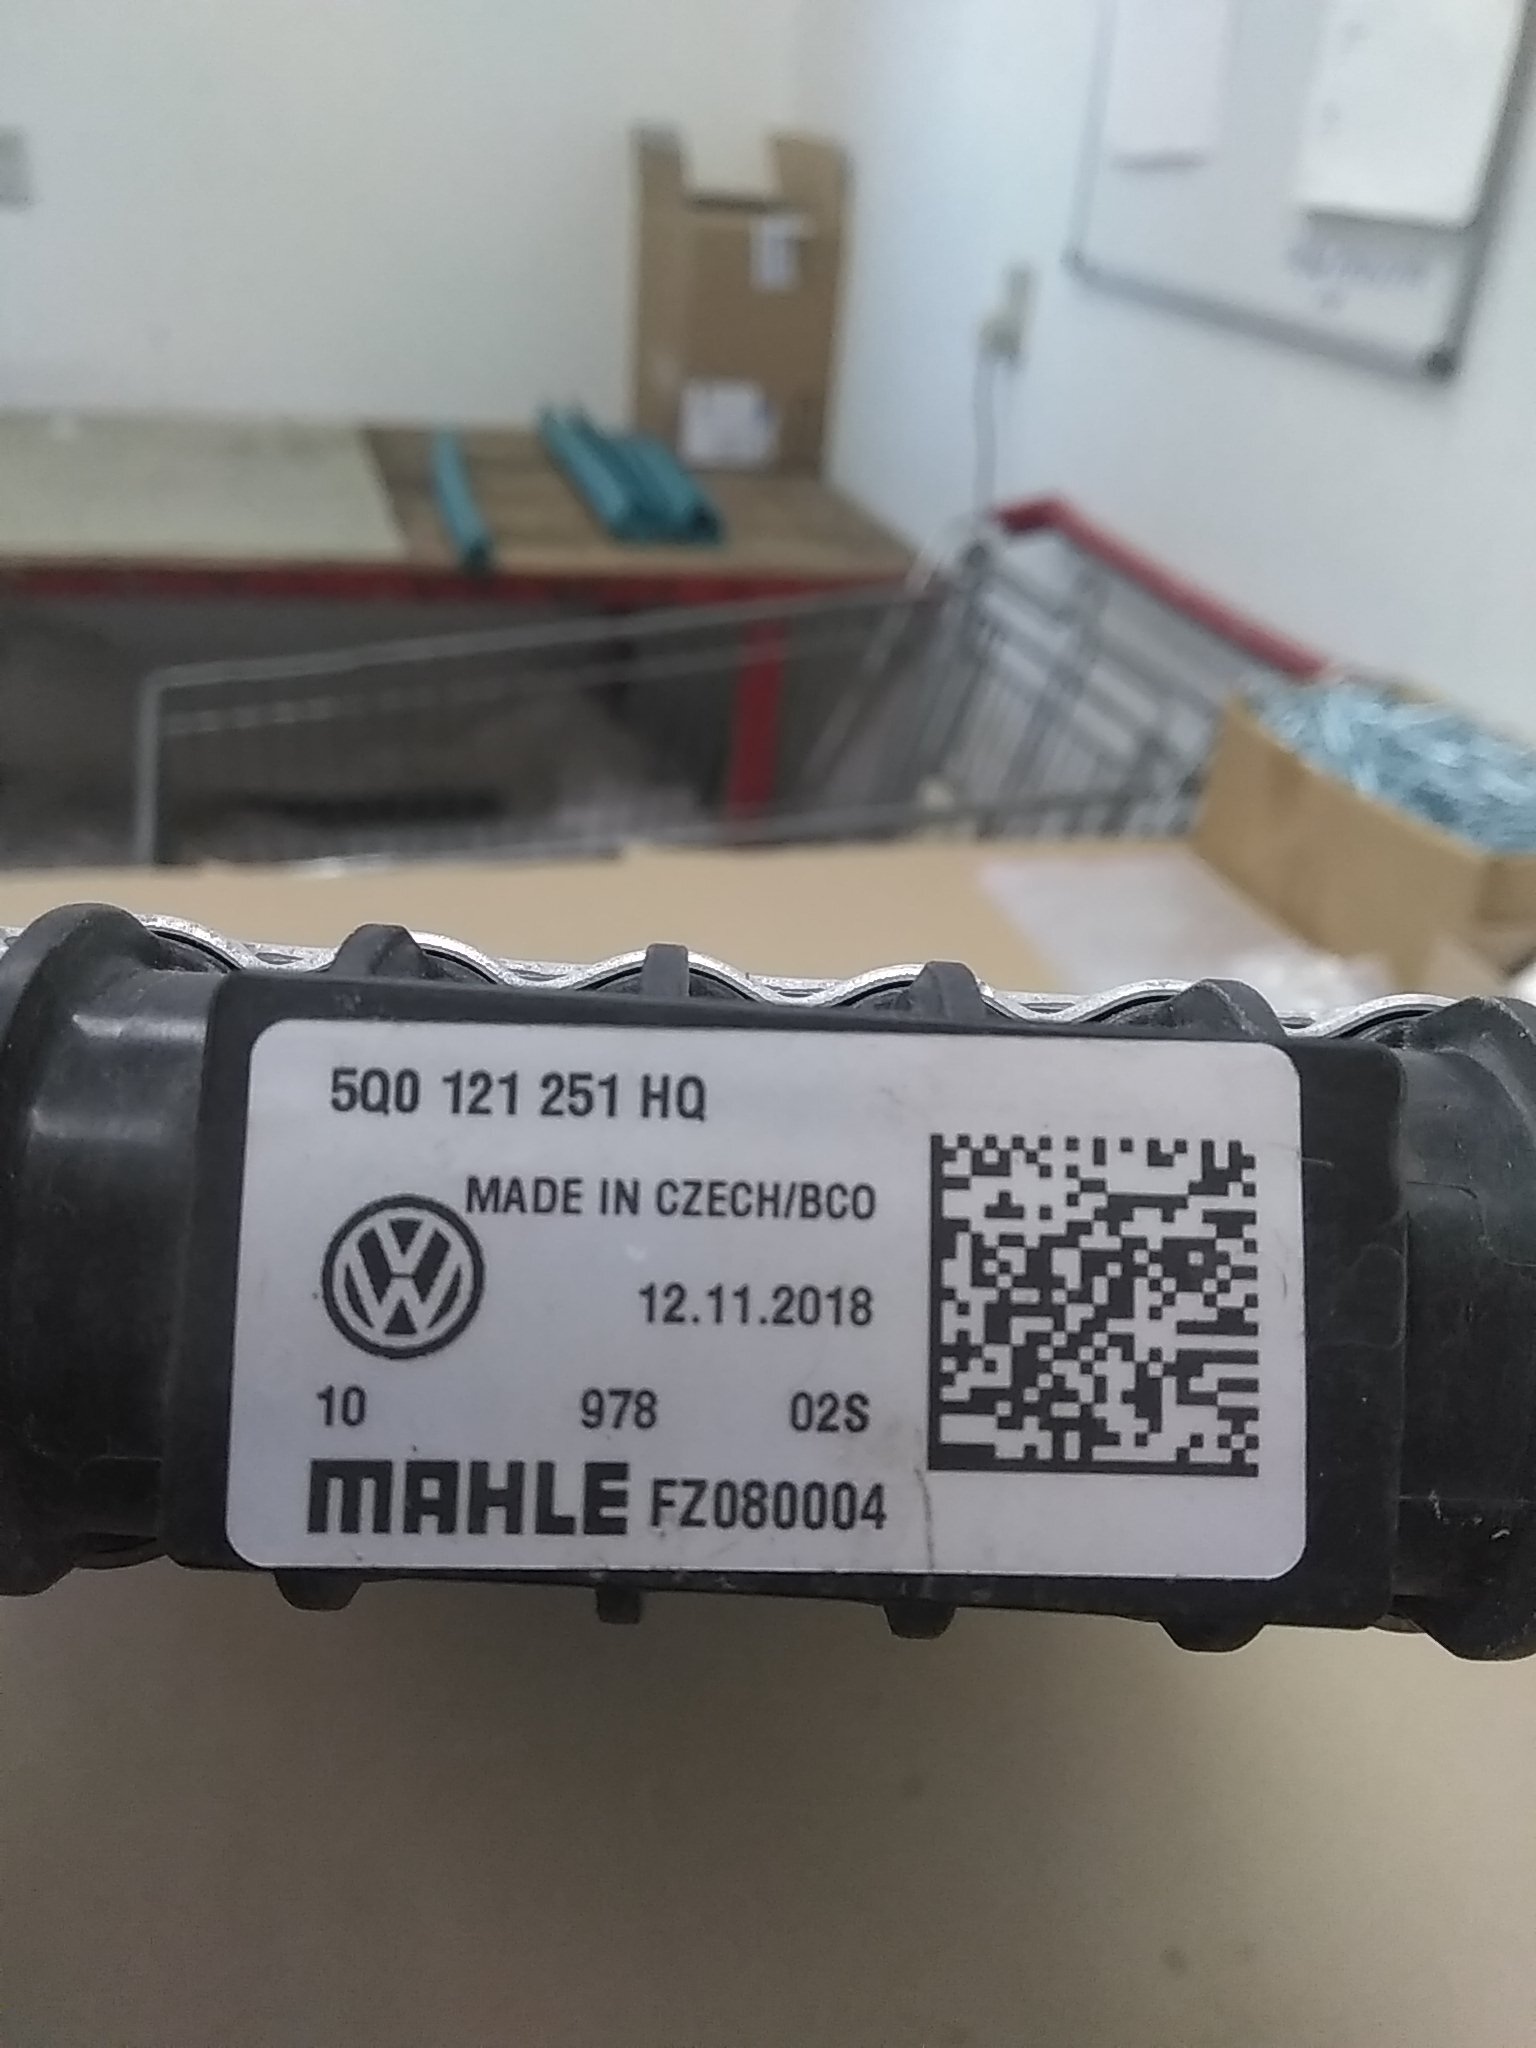 5Q0 121 251 HQ
MADE IN CZECH/BCO
12.11.2018
10 978 02S
MAHLE FZ080004